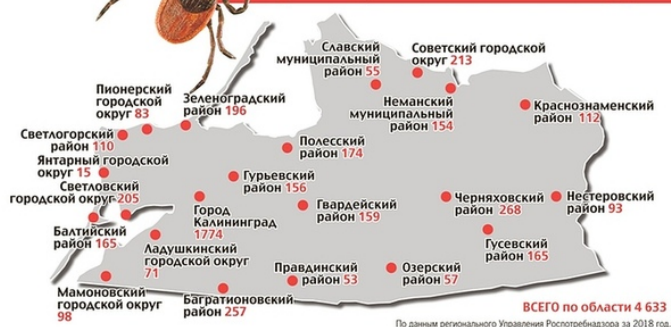 Славский
муниципальный
район 55
Советский городской
округ 213
Пионерский
городской
округ 83
Зеленоградский
район 196
Неманский
муниципальный
район 154
Краснознаменский
район 112
Светлогорский
район 110
Полесский
район 174
Янтарный городской
округ 15
Гурьевский
район 156
Светловский
городской округ 205
Город
Калининград
1774
Гвардейский
район 159
Черняховский
район 268
Нестеровский
район 93
Балтийский
район 165
Ладушкинский
городской округ
71
Гусевский
район 165
Правдинский
район 53
Озерский
район 57
Мамоновский
городской округ
98
Багратионовский
район 257
ВСЕГО по области 4 633
По данным регионального Управления Роспотребнадзора за 2018 год.